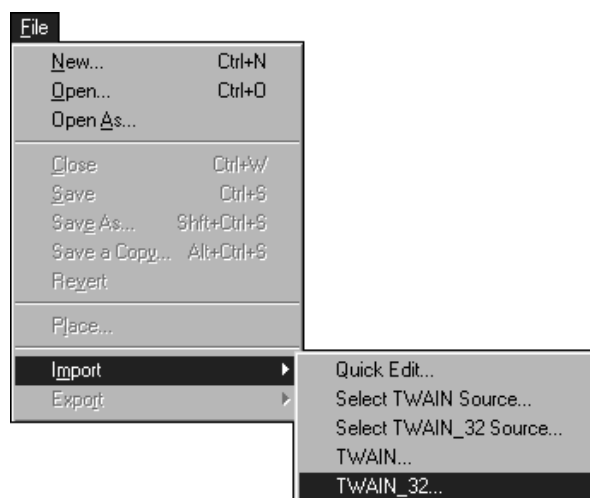 File
New... Ctrl+N
Open... Ctrl+O
Open As...
Close Ctrl+W
Save Ctrl+S
Save As... Shft+Ctrl+S
Save a Copy... Alt+Ctrl+S
Revert
Place...
Import
Export
Quick Edit...
Select TWAIN Source...
Select TWAIN_32 Source...
TWAIN...
TWAIN_32...